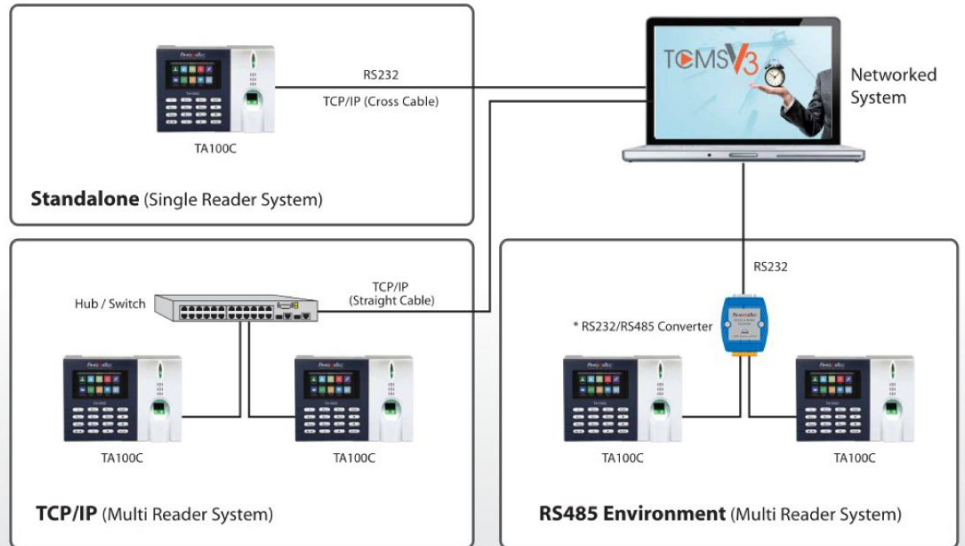 TCMSV3
Networked
System
RS232
TCP/IP (Cross Cable)
TA100C
Standalone (Single Reader System)
Hub / Switch
TCP/IP
(Straight Cable)
TA100C
TA100C
TCP/IP (Multi Reader System)
RS232
* RS232/RS485 Converter
TA100C
TA100C
RS485 Environment (Multi Reader System)